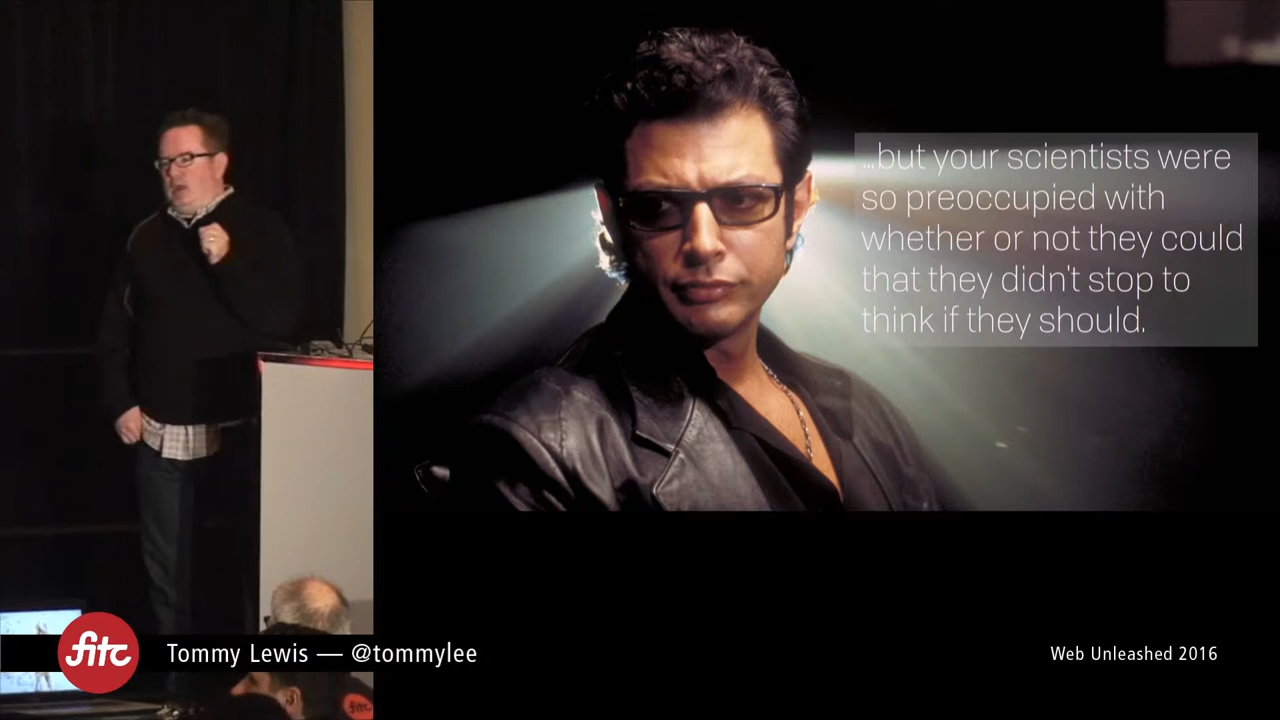 ...but your scientists were
so preoccupied with
whether or not they could
that they didn't stop to
think if they should.
fitc
Tommy Lewis — @tommylee
Web Unleashed 2016
fitc